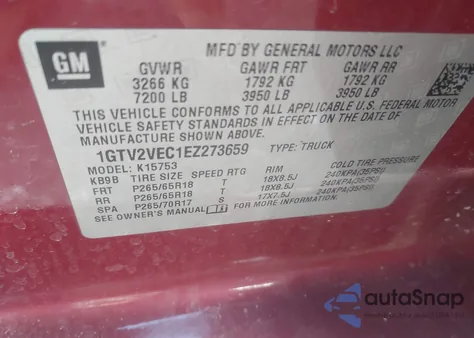 GM
MFD BY GENERAL MOTORS LLC
GVWR GAWR FRT GAWR RR
3266 KG 1792 KG 1792 KG
7200 LB 3950 LB 3950 LB
THIS VEHICLE CONFORMS TO ALL APPLICABLE U.S. FEDERAL MOTOR
VEHICLE SAFETY STANDARDS IN EFFECT ON THE DATE OF
MANUFACTURE SHOWN ABOVE.
1GTV2VEC1EZ273659 TYPE: TRUCK
MODEL: K15753
KB9B TIRE SIZE SPEED RTG RIM COLD TIRE PRESSURE
FRT P265/65R18 T 18X8.5J 240KPA(35PSI)
RR P265/65R18 T 18X8.5J 240KPA(35PSI)
SPA P265/70R17 S 17X7.5J 240KPA(35PSI)
SEE OWNER'S MANUAL FOR MORE INFORMATION.
autoSnap